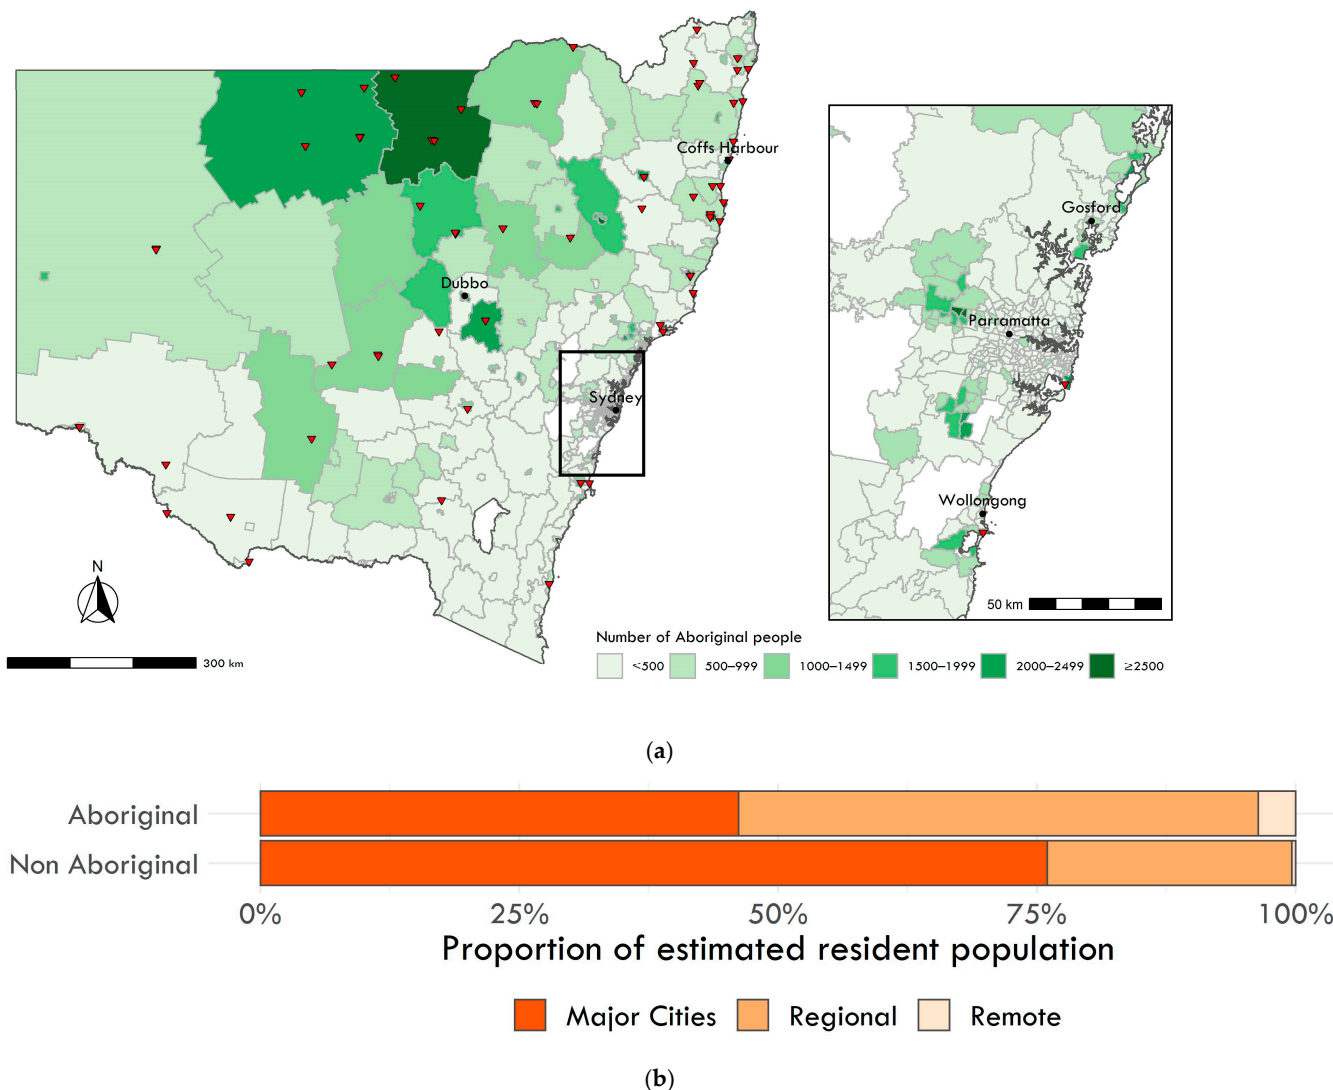 Coffs Harbour
Dubbo
Sydney
N
300 km
Gosford
Parramatta
Wollongong
50 km
Number of Aboriginal people
<500 500–999 1000–1499 1500–1999 2000–2499 ≥2500
(a)
Aboriginal
Non Aboriginal
0% 25% 50% 75% 100%
Proportion of estimated resident population
Major Cities Regional Remote
(b)